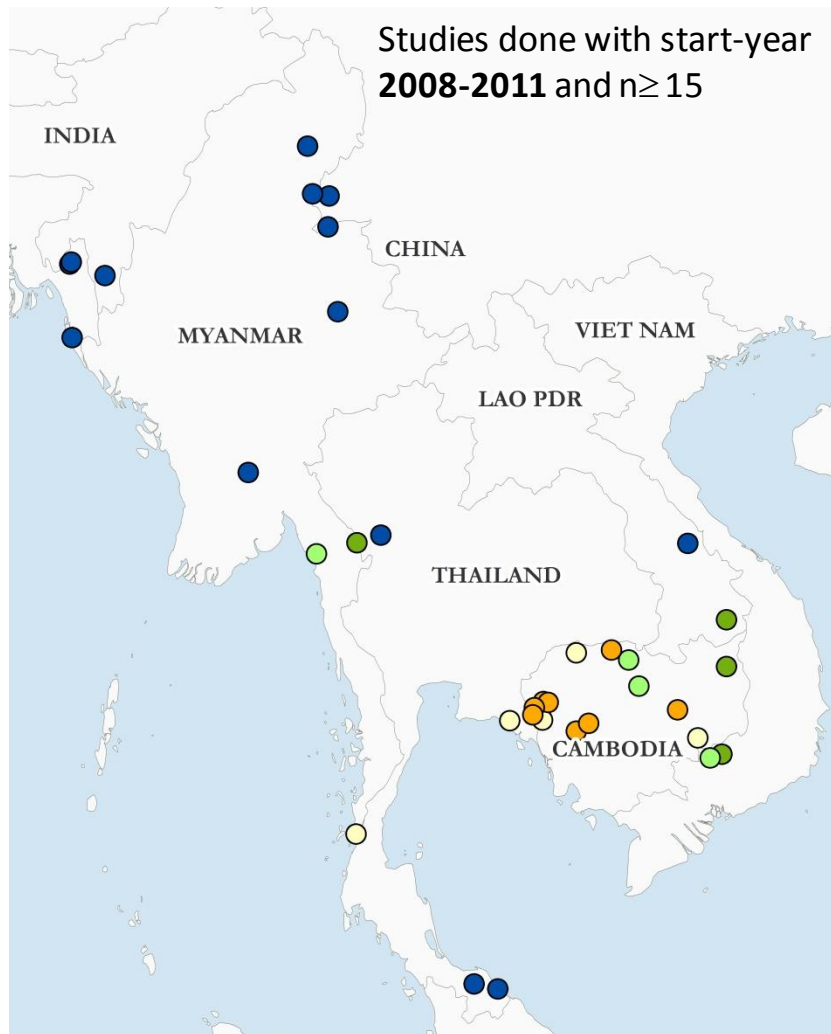 Studies done with start-year
2008-2011 and n≥ 15
INDIA
CHINA
MYANMAR
VIET NAM
LAO PDR
THAILAND
CAMBODIA